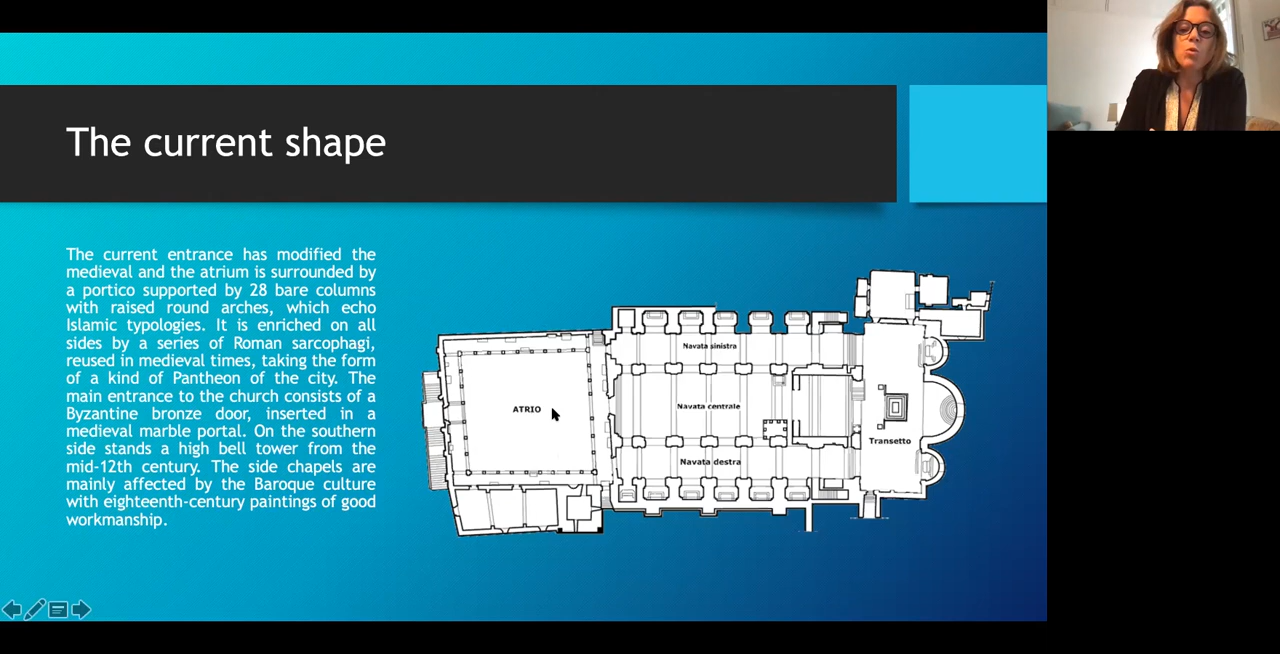 The current shape
The current entrance has modified the
medieval and the atrium is surrounded by
a portico supported by 28 bare columns
with raised round arches, which echo
Islamic typologies. It is enriched on all
sides by a series of Roman sarcophagi,
reused in medieval times, taking the form
of a kind of Pantheon of the city. The
main entrance to the church consists of a
Byzantine bronze door, inserted in a
medieval marble portal. On the southern
side stands a high bell tower from the
mid-12th century. The side chapels are
mainly affected by the Baroque culture
with eighteenth-century paintings of good
workmanship.
Navata sinistra
ATRIO
Navata centrale
Transetto
Navata destra